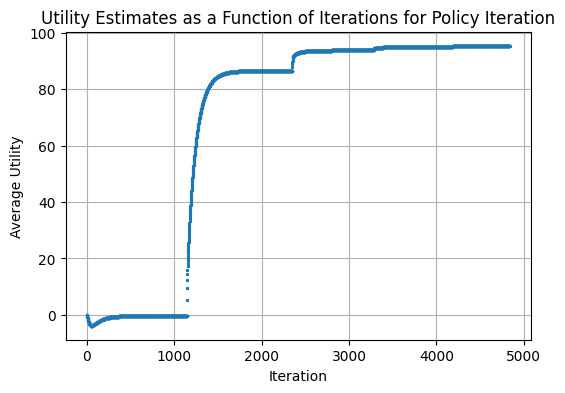 Utility Estimates as a Function of Iterations for Policy Iteration
100
80
60
40
20
0
Average Utility
0 1000 2000 3000 4000 5000
Iteration